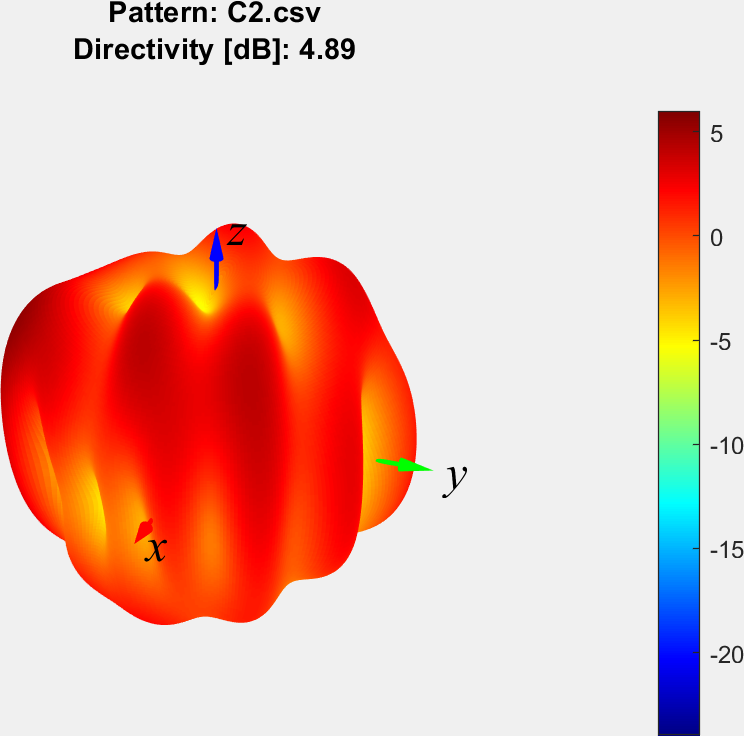 Pattern: C2.csv
Directivity [dB]: 4.89
z
y
x
5
0
-5
-10
-15
-20